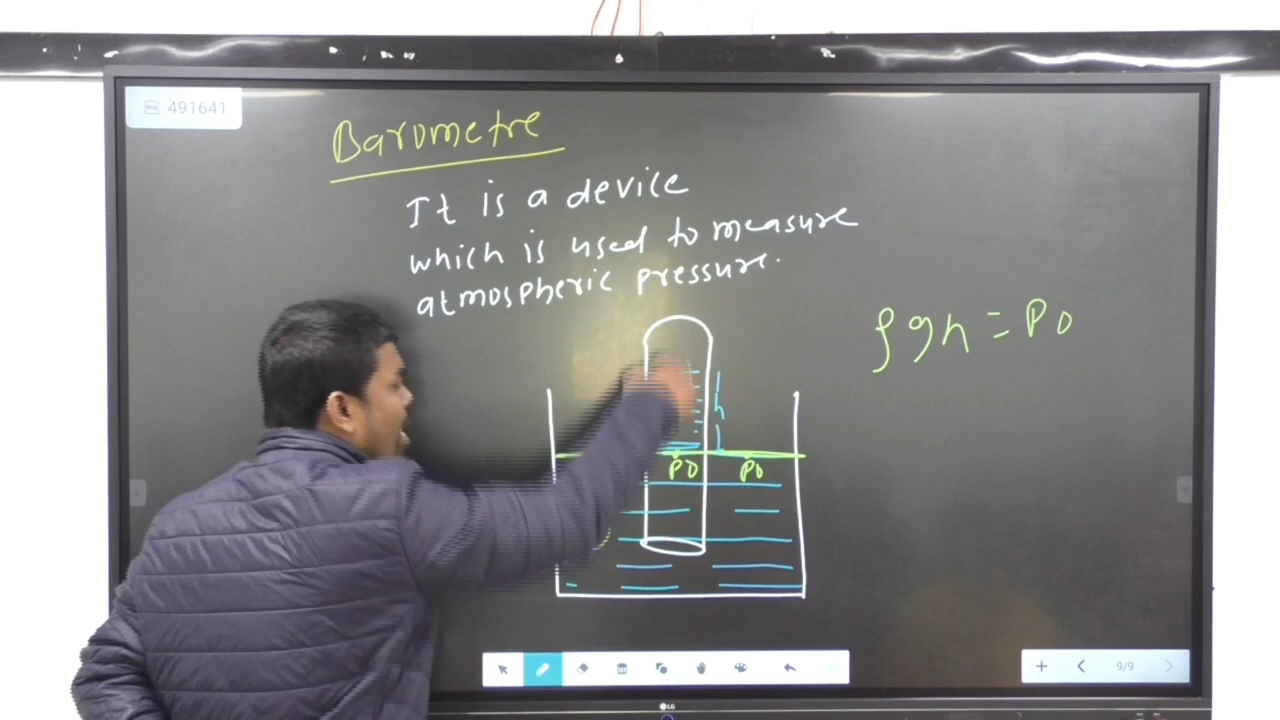 491641
Barometre
It is a device
which is used to measure
atmospheric pressure.
ρgh = P0
h
P0 P0
9/9
LG